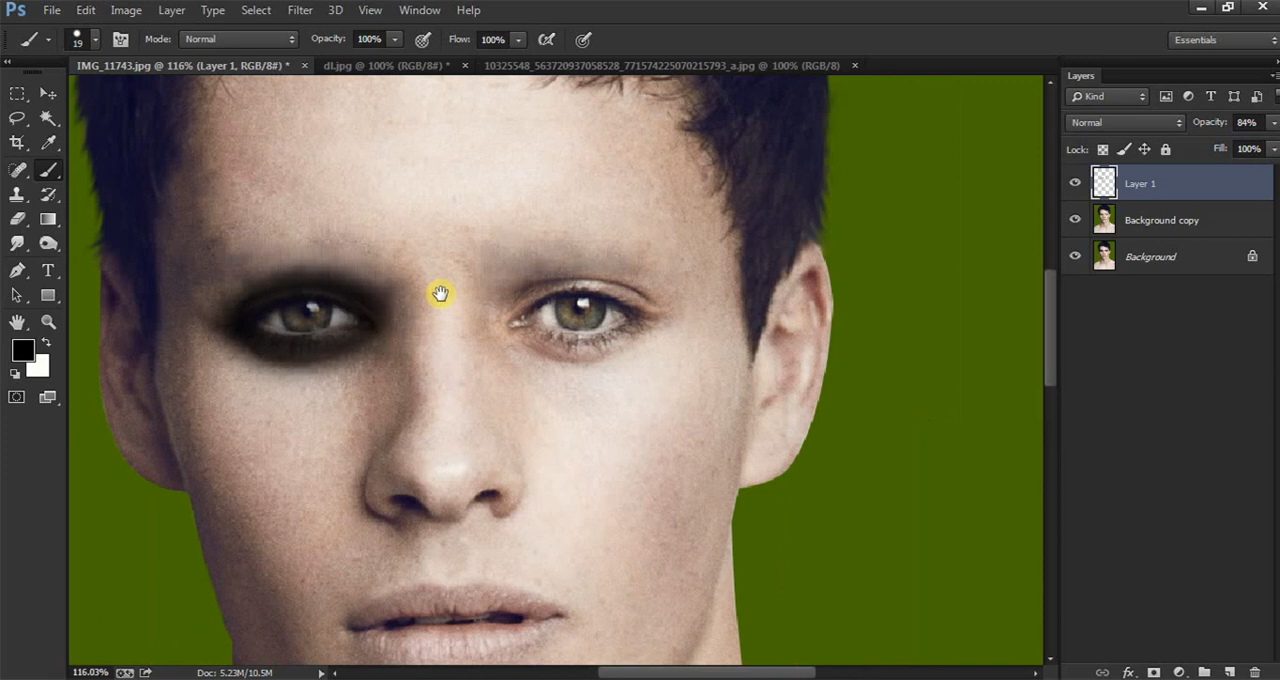 Ps File Edit Image Layer Type Select Filter 3D View Window Help
19 Mode: Normal Opacity: 100% Flow: 100% Essentials
IMG_11743.jpg @ 116% (Layer 1, RGB/8#) * × dl.jpg @ 100% (RGB/8#) * × 10325548_563720937058528_771574225070215793_a.jpg @ 100% (RGB/8) ×
Layers
Kind
Normal Opacity: 84%
Lock: Fill: 100%
Layer 1
Background copy
Background
116.03% Doc: 5.23M/10.5M
fx